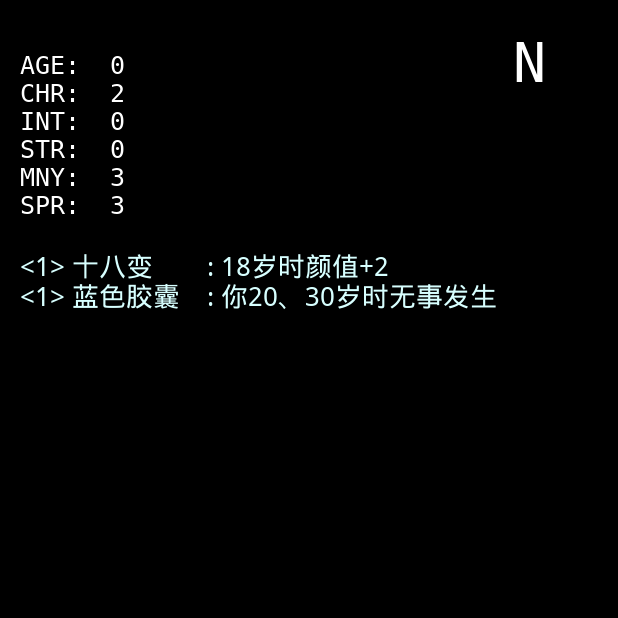 N
AGE: 0
CHR: 2
INT: 0
STR: 0
MNY: 3
SPR: 3
<1> 十八变 : 18岁时颜值+2
<1> 蓝色胶囊 : 你20、30岁时无事发生